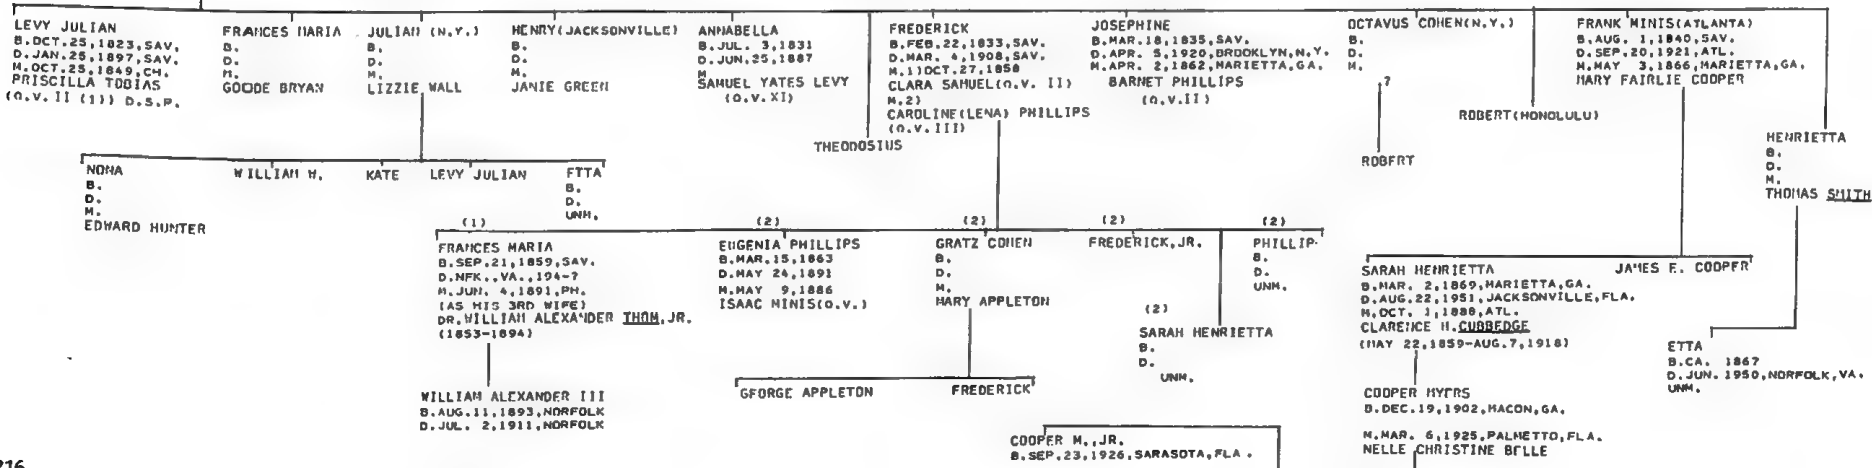 LEVY JULIAN
B.OCT.25,1823,SAV.
D.JAN.25,1897,SAV.
M.OCT.25,1849,CH.
PRISCILLA TOBIAS
(Q.V. II (1)) D.S.P.
FRANCES MARIA
B.
D.
M.
GOODE BRYAN
JULIAN (N.Y.)
B.
D.
M.
LIZZIE WALL
HENRY(JACKSONVILLE)
B.
D.
M.
JANIE GREEN
ANNABELLA
B.JUL. 3,1831
D.JUN.25,1887
M.
SAMUEL YATES LEVY
(Q.V.XI)
THEODOSIUS
FREDERICK
B.FEB.22,1833,SAV.
D.MAR. 4,1908,SAV.
M.1)OCT.27,1858
CLARA SAMUEL(Q.V. II)
M.2)
CAROLINE(LENA) PHILLIPS
(Q.V.III)
JOSEPHINE
B.MAR.18,1835,SAV.
D.APR. 5,1920,BROOKLYN,N.Y.
M.APR. 2,1862,MARIETTA,GA.
BARNET PHILLIPS
(Q.V.II)
OCTAVUS COHEN(N.Y.)
B.
D.
M.
?
ROBERT
ROBERT(HONOLULU)
FRANK MINIS(ATLANTA)
B.AUG. 1,1840,SAV.
D.SEP.20,1921,ATL.
M.MAY 3,1866,MARIETTA,GA.
MARY FAIRLIE COOPER
HENRIETTA
B.
D.
M.
THOMAS SMITH
NONA
B.
D.
M.
EDWARD HUNTER
WILLIAM W.
KATE
LEVY JULIAN
ETTA
B.
D.
UNM.
(1)
FRANCES MARIA
B.SEP.21,1859,SAV.
D.NFK.,VA.,194-?
M.JUN. 4,1891,PH.
(AS HIS 3RD WIFE)
DR.WILLIAM ALEXANDER THOM,JR.
(1853-1894)
(2)
EUGENIA PHILLIPS
B.MAR.15,1863
D.MAY 24,1891
M.MAY 9,1886
ISAAC MINIS(Q.V.)
(2)
GRATZ COHEN
B.
D.
M.
MARY APPLETON
(2)
FREDERICK,JR.
(2)
SARAH HENRIETTA
B.
D.
UNM.
(2)
PHILLIP
B.
D.
UNM.
SARAH HENRIETTA
B.MAR. 2,1869,MARIETTA,GA.
D.AUG.22,1951,JACKSONVILLE,FLA.
M.OCT. 1,1888,ATL.
CLARENCE H.CUBBEDGE
(MAY 22,1859-AUG.7,1918)
JAMES F. COOPER
ETTA
B.CA. 1867
D.JUN.1950,NORFOLK,VA.
UNM.
WILLIAM ALEXANDER III
B.AUG.11,1893,NORFOLK
D.JUL. 2,1911,NORFOLK
GEORGE APPLETON
FREDERICK
COOPER MYERS
B.DEC.19,1902,MACON,GA.
M.MAR. 6,1925,PALMETTO,FLA.
NELLE CHRISTINE BELLE
COOPER M.,JR.
B.SEP.23,1926,SARASOTA,FLA.
216